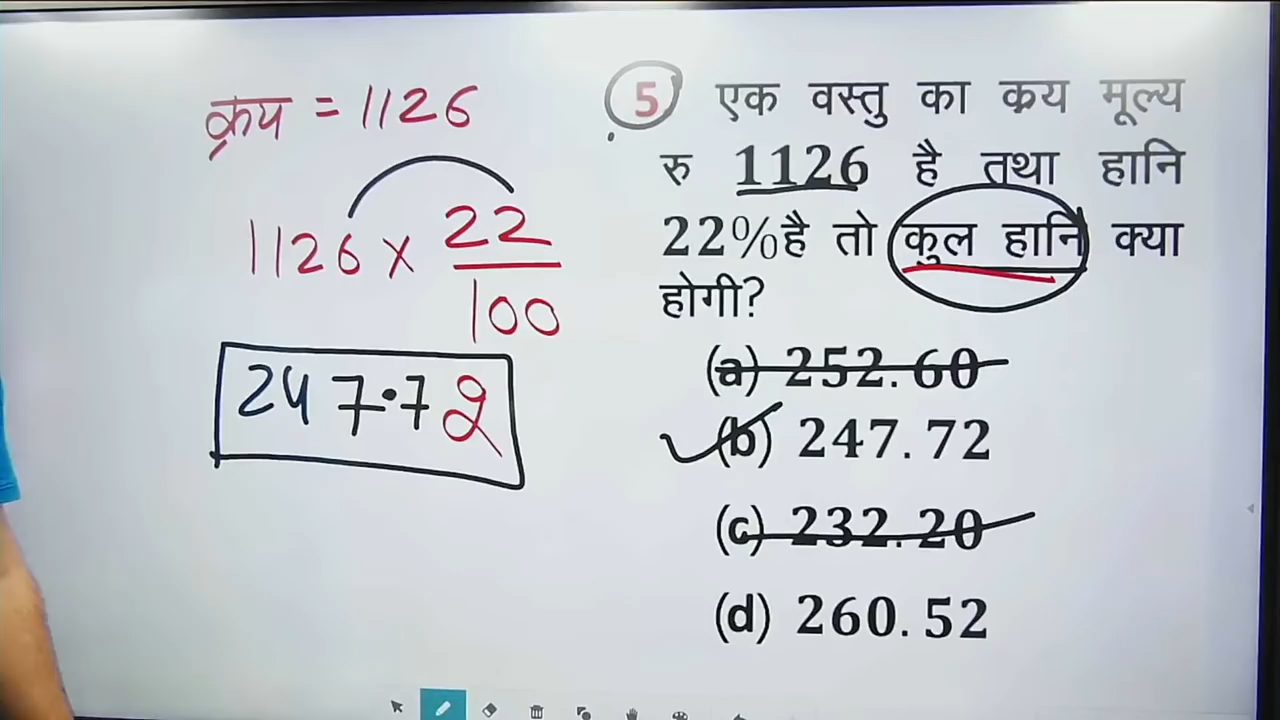 क्रय = 1126
1126 x 22/100
247.72
5 एक वस्तु का क्रय मूल्य
रु 1126 है तथा हानि
22%है तो कुल हानि क्या
होगी?
(a) 252.60
(b) 247.72
(c) 232.20
(d) 260.52